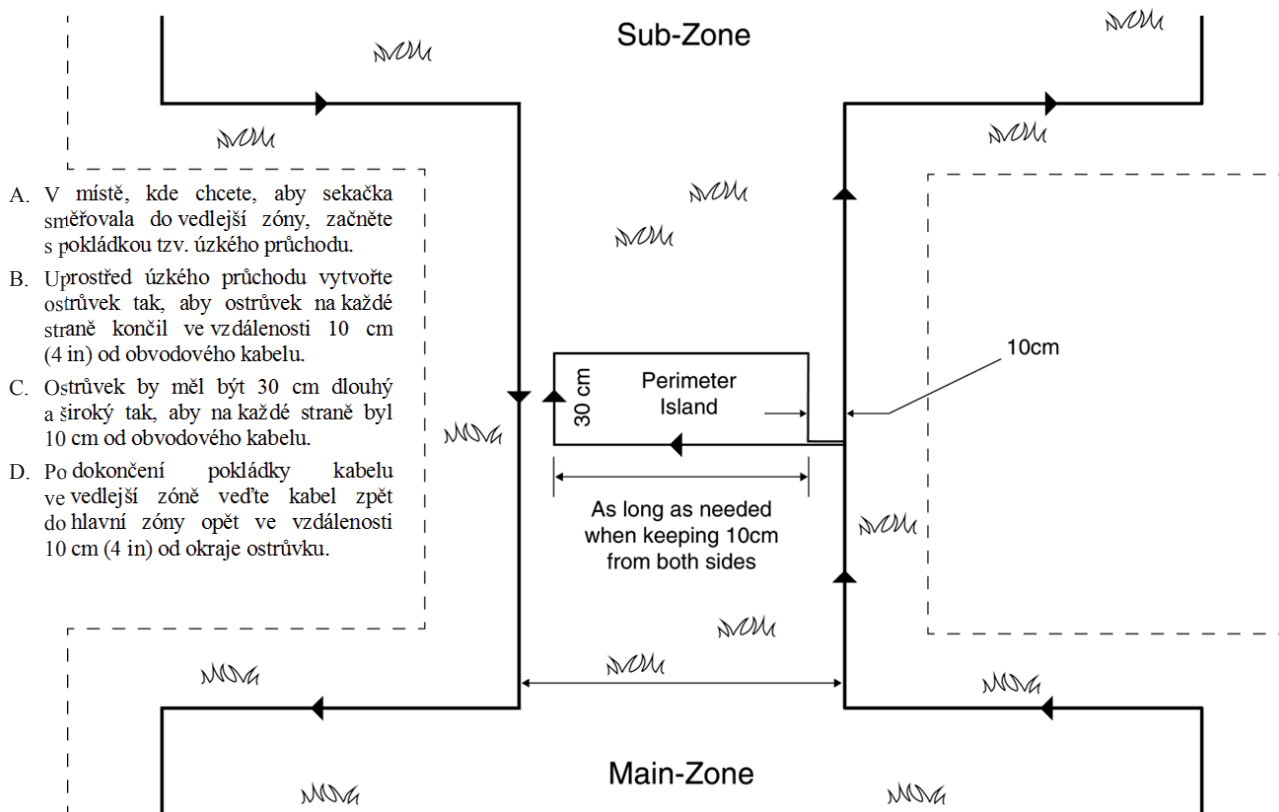 Sub-Zone
A. V místě, kde chcete, aby sekačka
směřovala do vedlejší zóny, začněte
s pokládkou tzv. úzkého průchodu.
B. Uprostřed úzkého průchodu vytvořte
ostrůvek tak, aby ostrůvek na každé
straně končil ve vzdálenosti 10 cm
(4 in) od obvodového kabelu.
C. Ostrůvek by měl být 30 cm dlouhý
a široký tak, aby na každé straně byl
10 cm od obvodového kabelu.
D. Po dokončení pokládky kabelu
ve vedlejší zóně veďte kabel zpět
do hlavní zóny opět ve vzdálenosti
10 cm (4 in) od okraje ostrůvku.
30 cm
Perimeter
Island
10cm
As long as needed
when keeping 10cm
from both sides
Main-Zone